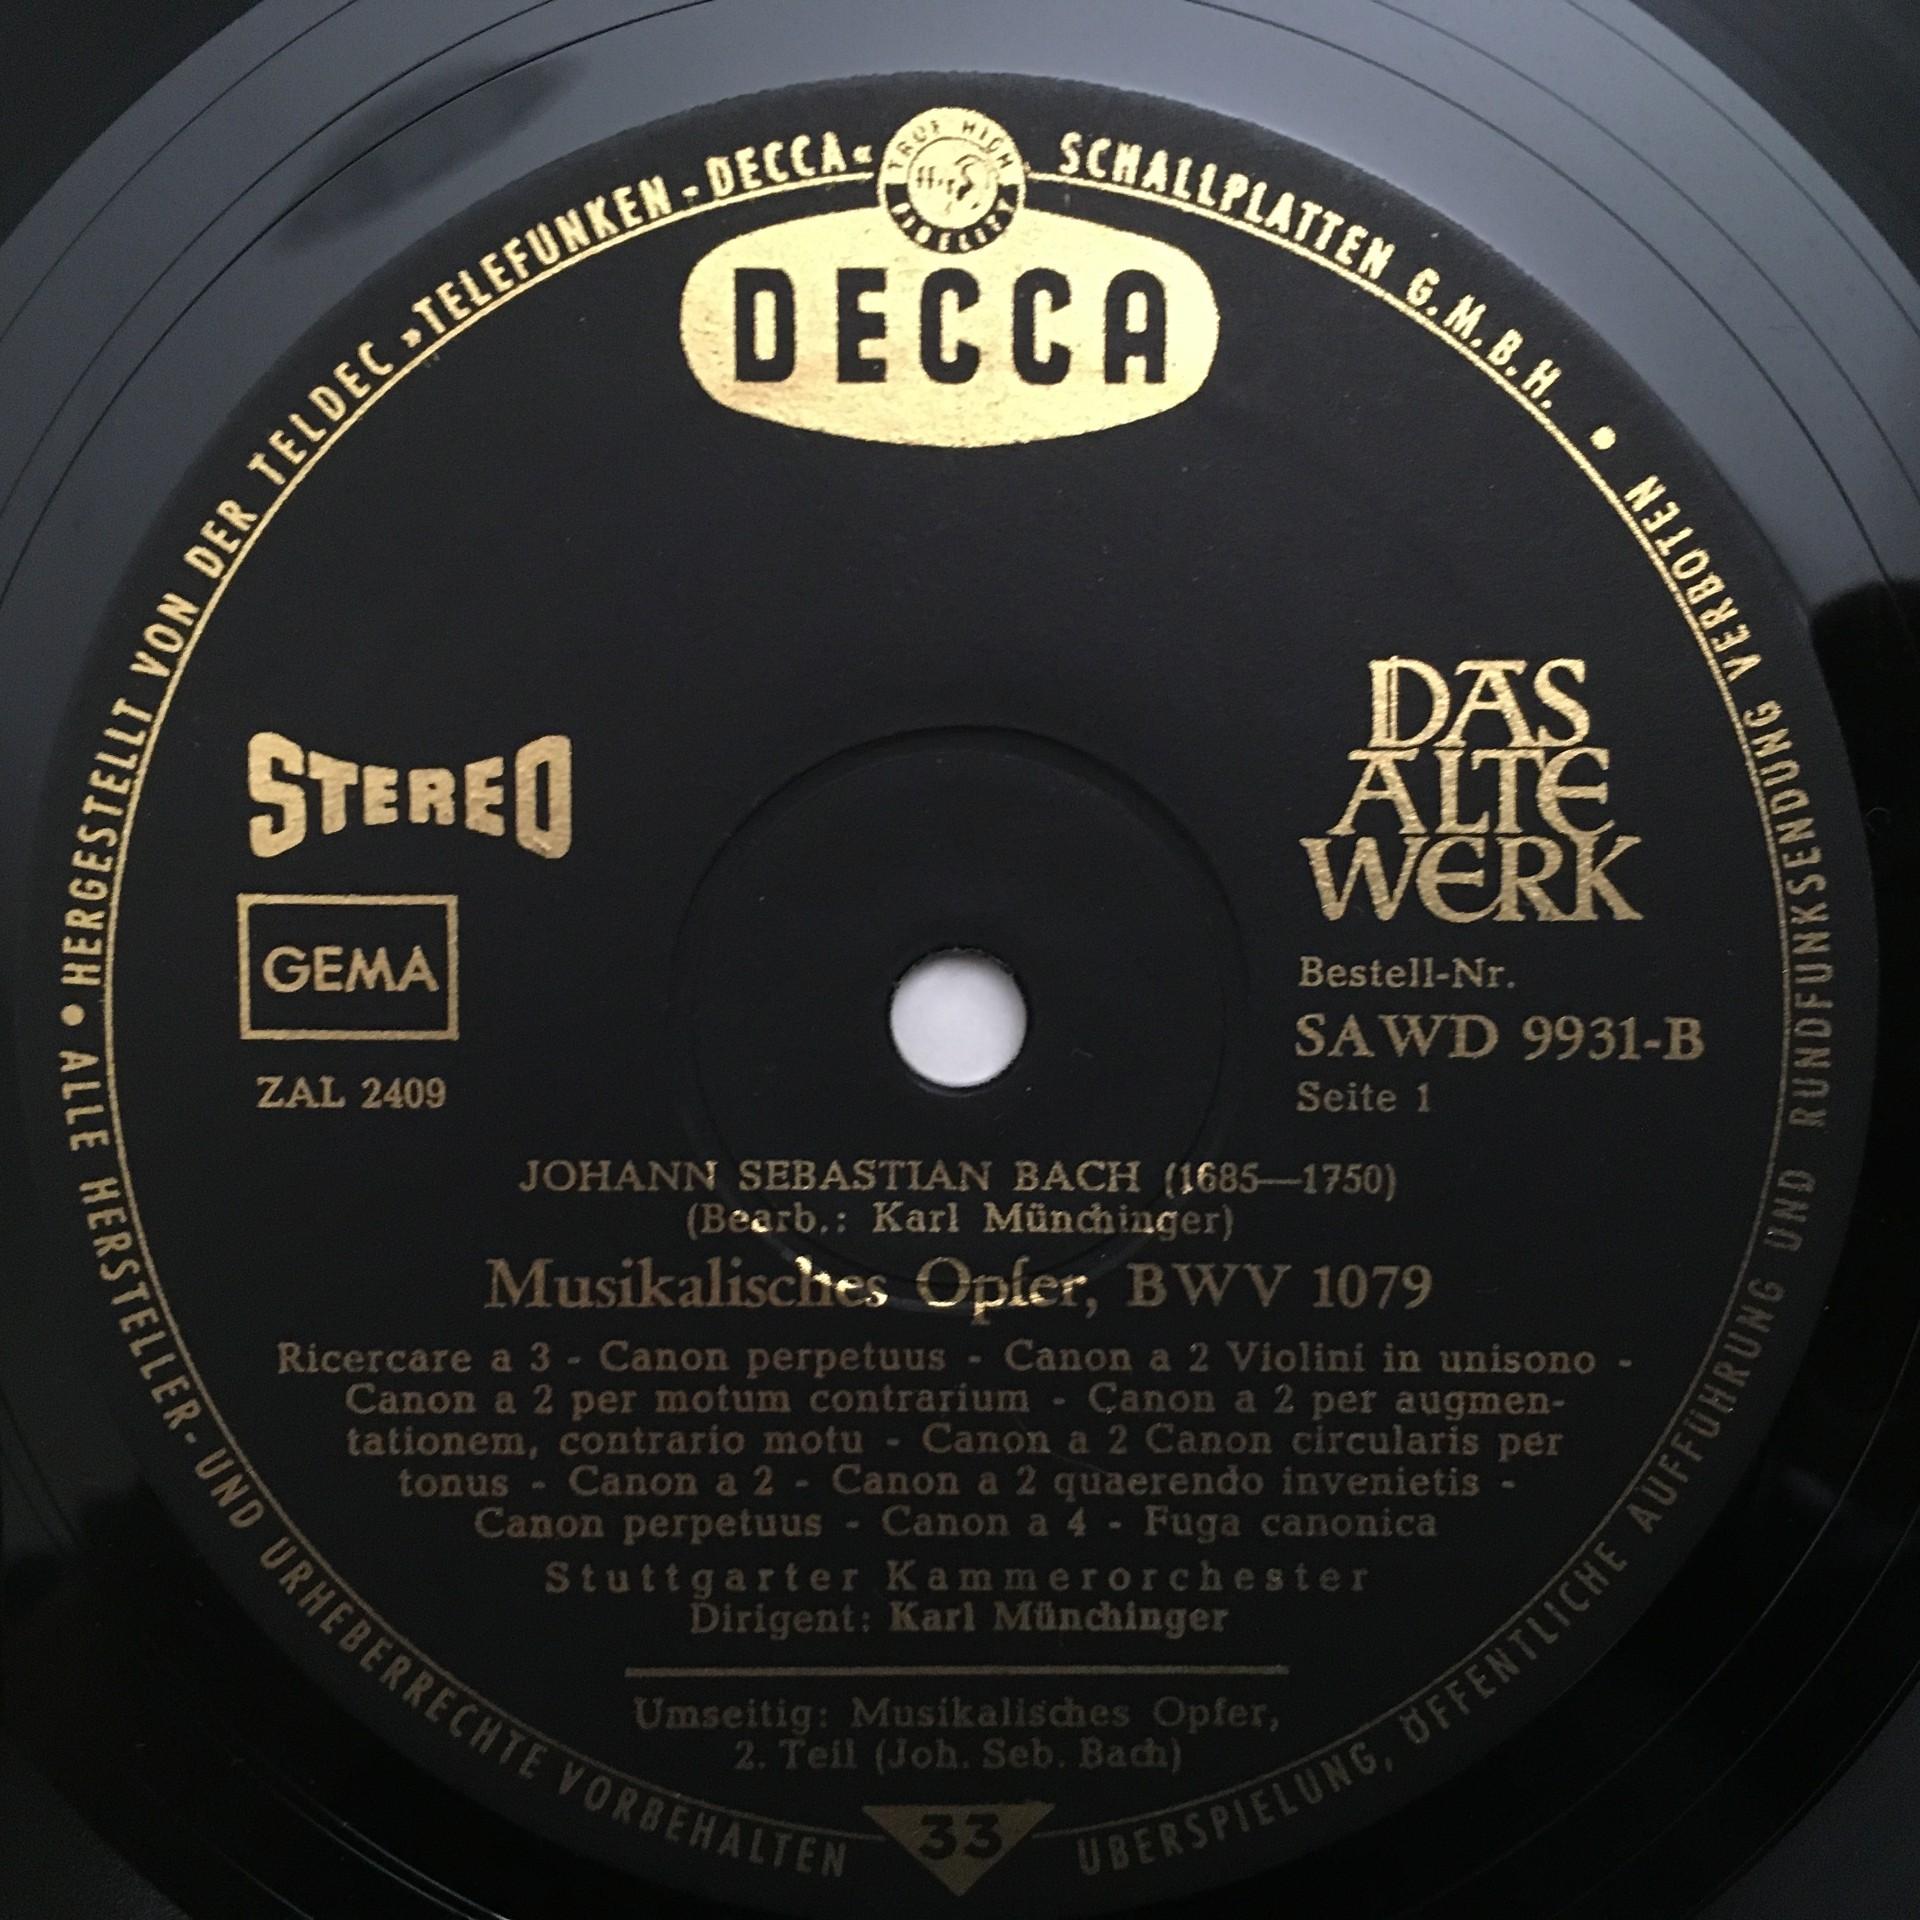 HERGESTELLT VON DER TELDEC »TELEFUNKEN-DECCA« SCHALLPLATTEN G.M.B.H. •
TRUE HIGH FIDELITY
ffrr
DECCA
STEREO
GEMA
ZAL 2409
DAS
ALTE
WERK
Bestell-Nr.
SAWD 9931-B
Seite 1
JOHANN SEBASTIAN BACH (1685—1750)
(Bearb.: Karl Münchinger)
Musikalisches Opfer, BWV 1079
Ricercare a 3 - Canon perpetuus - Canon a 2 Violini in unisono -
Canon a 2 per motum contrarium - Canon a 2 per augmen-
tationem, contrario motu - Canon a 2 Canon circularis per
tonus - Canon a 2 - Canon a 2 quaerendo invenietis -
Canon perpetuus - Canon a 4 - Fuga canonica
Stuttgarter Kammerorchester
Dirigent: Karl Münchinger
Umseitig: Musikalisches Opfer,
2. Teil (Joh. Seb. Bach)
33
• ALLE HERSTELLER- UND URHEBERRECHTE VORBEHALTEN
ÜBERSPIELUNG, ÖFFENTLICHE AUFFÜHRUNG UND RUNDFUNKSENDUNG VERBOTEN